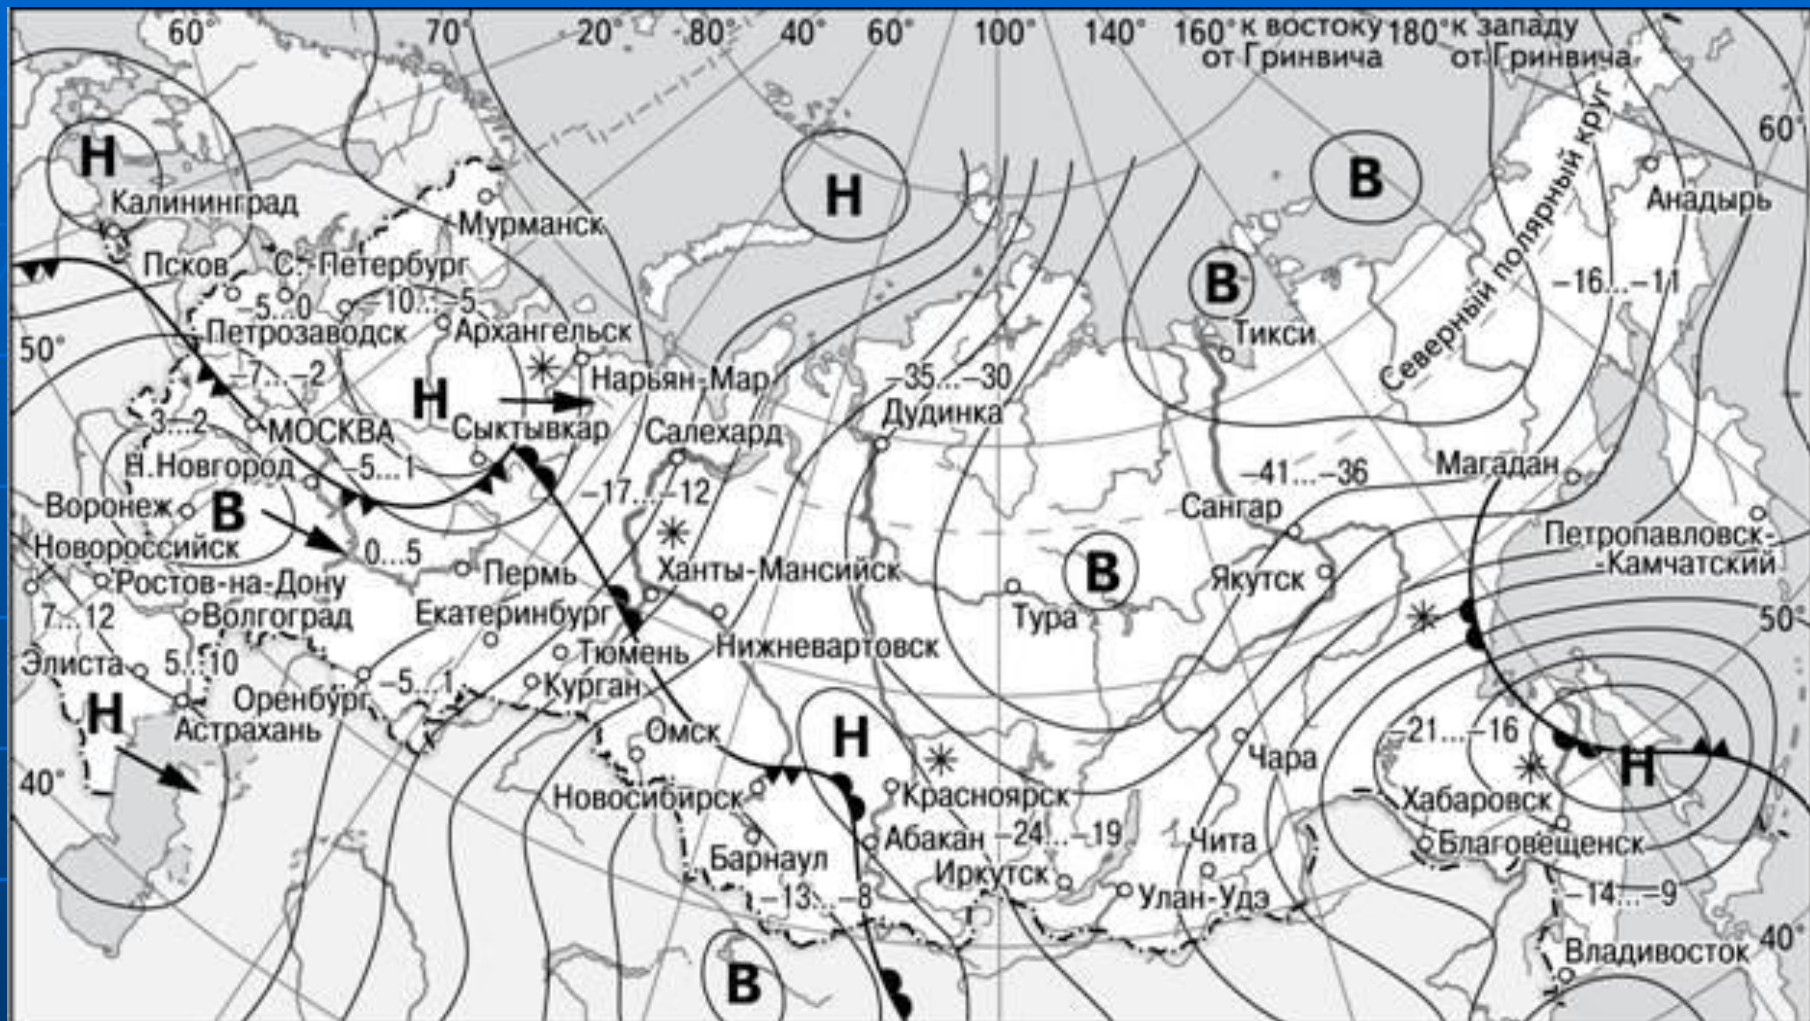 60°
70°
20°
80°
40°
60°
100°
140°
160° к востоку
от Гринвича
180° к западу
от Гринвича
60°
Северный полярный круг
Н
Калининград
Мурманск
Н
В
Анадырь
Псков
С.-Петербург
–5...0
–10...–5
Петрозаводск
Архангельск
В
Тикси
–16...–11
50°
–7...–2
Н
Нарьян-Мар
–35...–30
Дудинка
–3...2
МОСКВА
Сыктывкар
Салехард
Н.Новгород
–5...1
–17...–12
–41...–36
Магадан
Воронеж
В
Сангар
Новороссийск
0...5
Пермь
Ханты-Мансийск
В
Якутск
Петропавловск-
-Камчатский
Ростов-на-Дону
7...12
Волгоград
Екатеринбург
Тура
50°
Элиста
5...10
Тюмень
Нижневартовск
Оренбург
–5...1
Курган
Н
Астрахань
Омск
Н
Чара
–21...–16
Н
40°
Новосибирск
Красноярск
Хабаровск
Барнаул
Абакан
–24...–19
Чита
Благовещенск
Иркутск
–13...–8
Улан-Удэ
–14...–9
В
Владивосток
40°